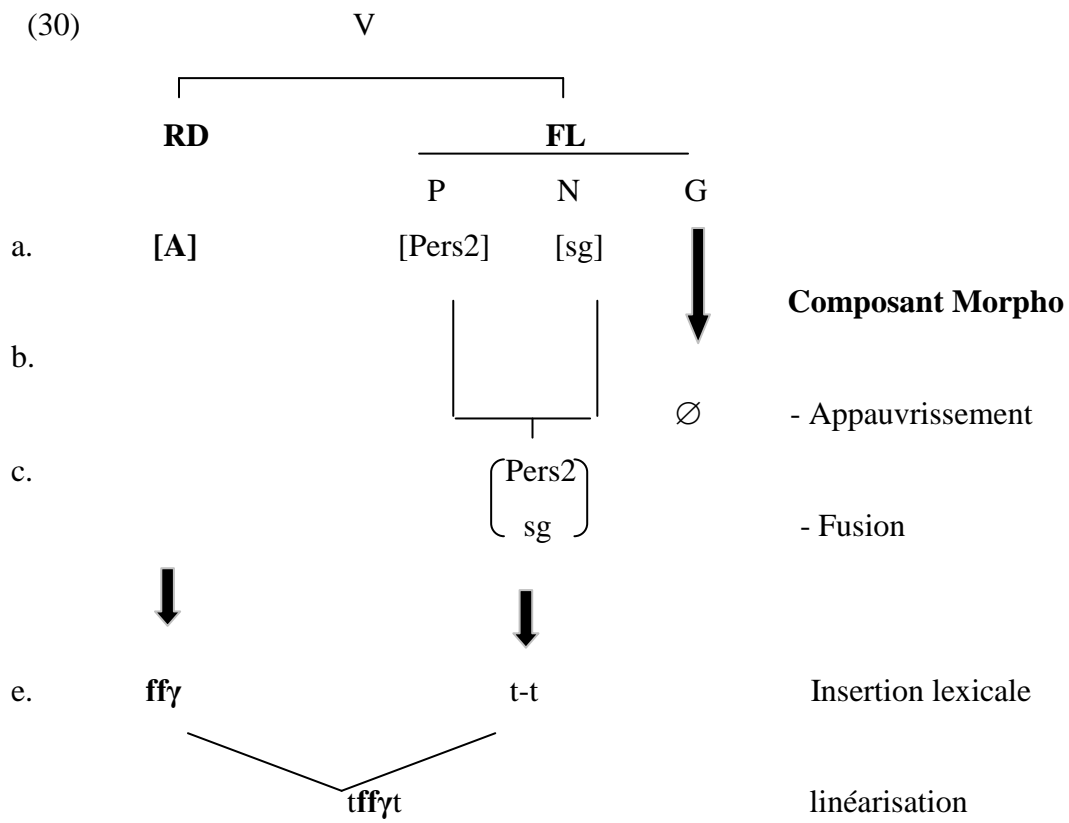 (30) V
RD FL
P N G
a. [A] [Pers2] [sg]
Composant Morpho
b.
∅ - Appauvrissement
c. Pers2
sg - Fusion
e. ffγ t-t Insertion lexicale
tffγt linéarisation